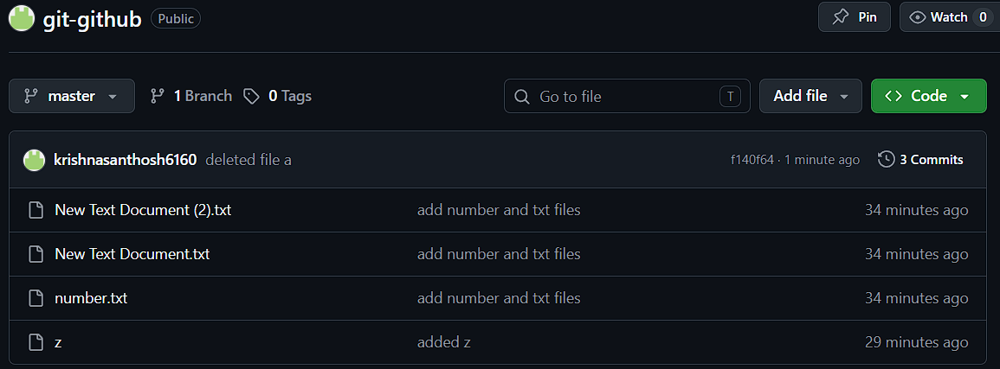 git-github Public Pin Watch 0
master 1 Branch 0 Tags Go to file T Add file Code
krishnasanthosh6160 deleted file a f140f64 · 1 minute ago 3 Commits
New Text Document (2).txt add number and txt files 34 minutes ago
New Text Document.txt add number and txt files 34 minutes ago
number.txt add number and txt files 34 minutes ago
z added z 29 minutes ago